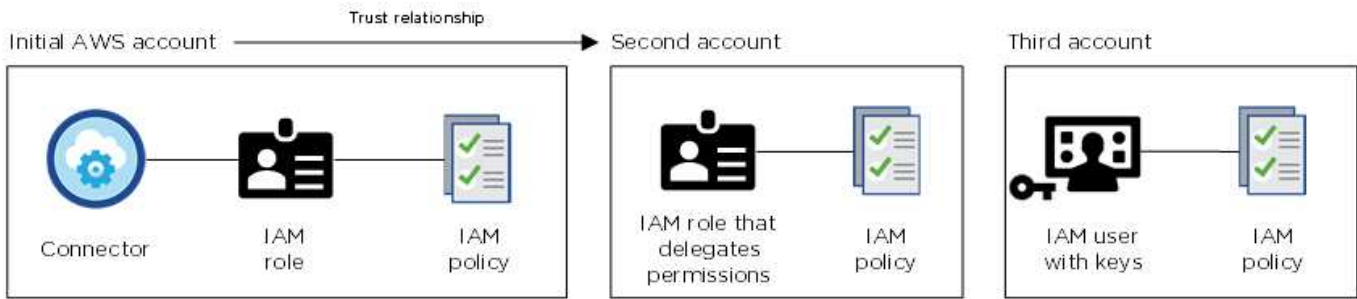 Trust relationship
Initial AWS account
Second account
Third account
Connector
IAM
role
IAM
policy
IAM role that
delegates
permissions
IAM
policy
IAM user
with keys
IAM
policy